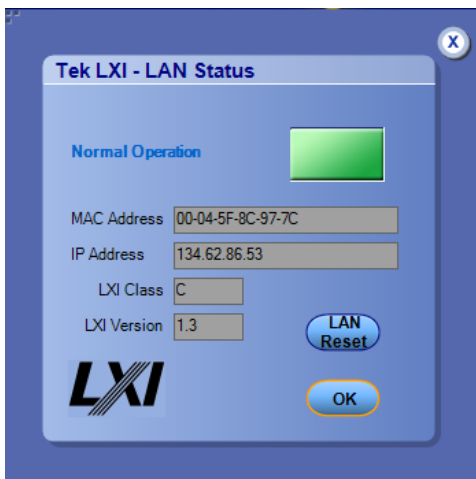 X
Tek LXI - LAN Status
Normal Operation
MAC Address 00-04-5F-8C-97-7C
IP Address 134.62.86.53
LXI Class C
LXI Version 1.3
LAN
Reset
LXI
OK